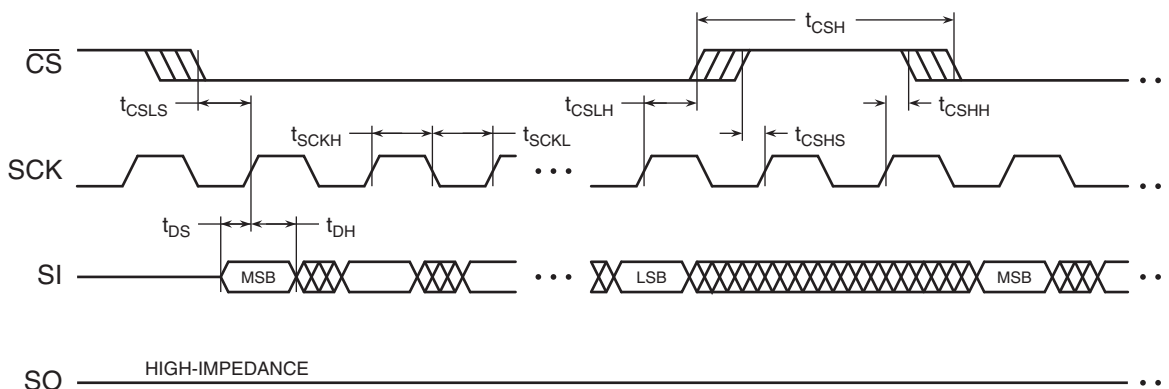 tCSH
CS
tCSLS
tCSLH
tCSHH
tSCKH
tSCKL
tCSHS
SCK
tDS
tDH
SI
MSB
LSB
MSB
HIGH-IMPEDANCE
SO